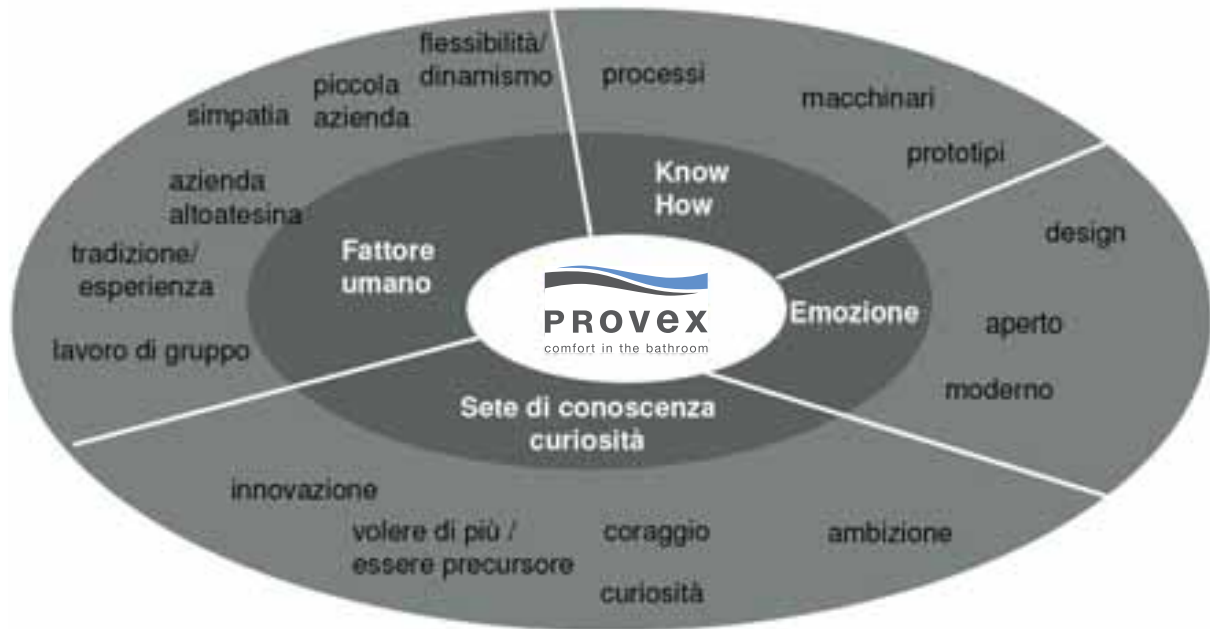 flessibilità/
dinamismo
piccola
azienda
simpatia
azienda
altoatesina
tradizione/
esperienza
lavoro di gruppo
Fattore
umano
processi
macchinari
prototipi
Know
How
design
aperto
moderno
Emozione
PROVEX
comfort in the bathroom
Sete di conoscenza
curiosità
innovazione
volere di più /
essere precursore
coraggio
curiosità
ambizione